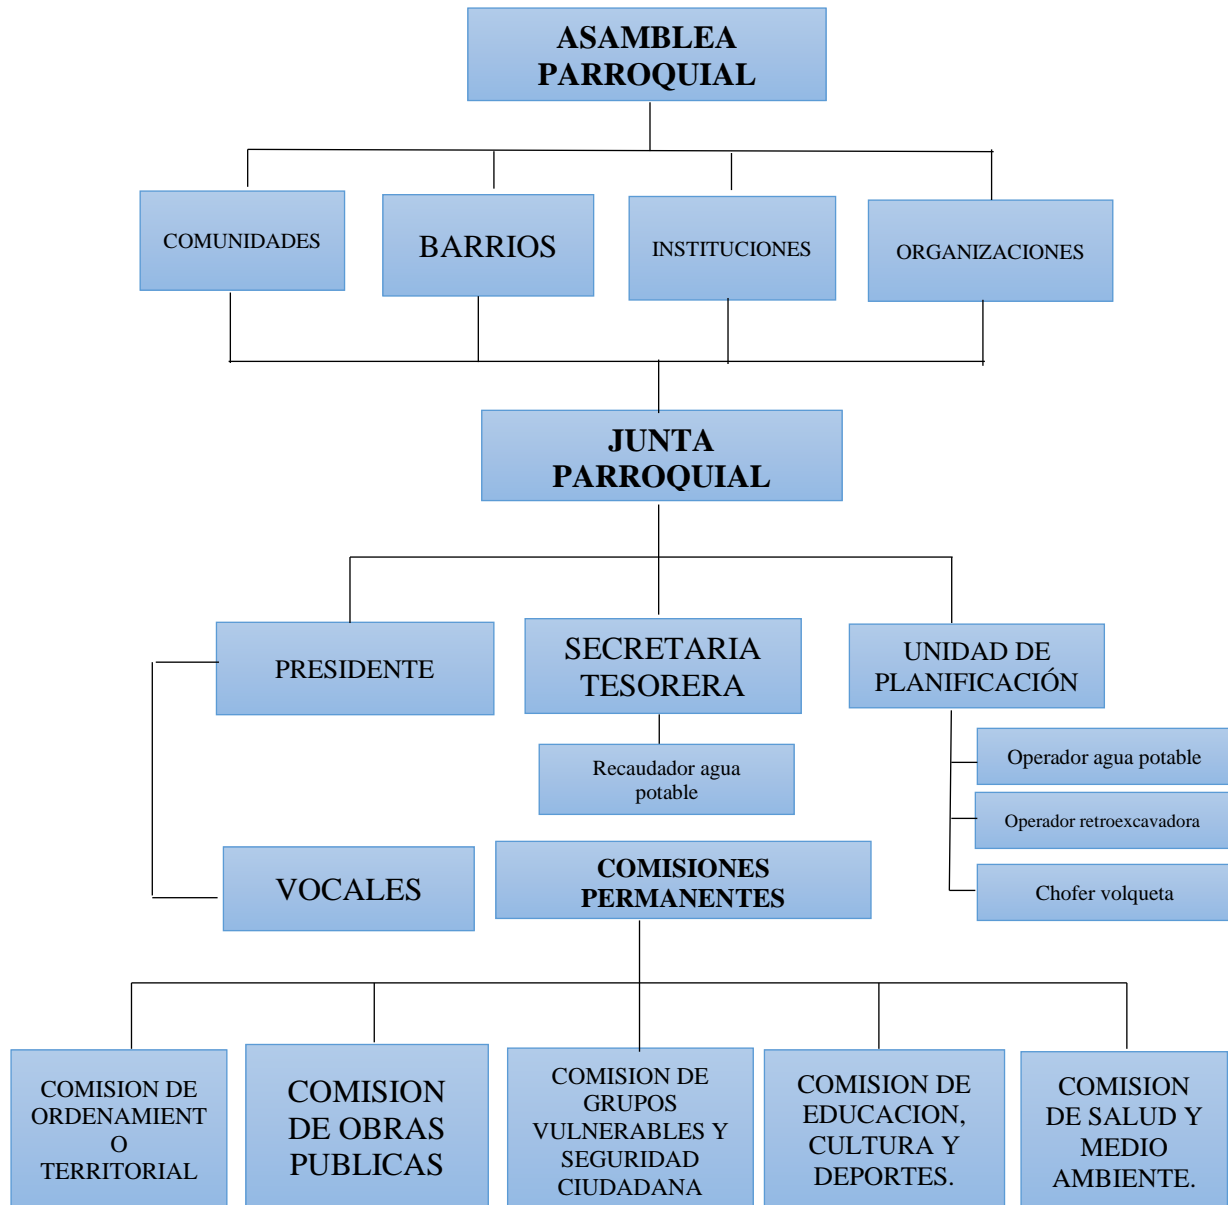 ASAMBLEA
PARROQUIAL
COMUNIDADES
BARRIOS
INSTITUCIONES
ORGANIZACIONES
JUNTA
PARROQUIAL
PRESIDENTE
SECRETARIA
TESORERA
UNIDAD DE
PLANIFICACIÓN
Recaudador agua
potable
Operador agua potable
Operador retroexcavadora
Chofer volqueta
VOCALES
COMISIONES
PERMANENTES
COMISION DE
ORDENAMIENT
O
TERRITORIAL
COMISION
DE OBRAS
PUBLICAS
COMISION DE
GRUPOS
VULNERABLES Y
SEGURIDAD
CIUDADANA
COMISION DE
EDUCACION,
CULTURA Y
DEPORTES.
COMISION
DE SALUD Y
MEDIO
AMBIENTE.